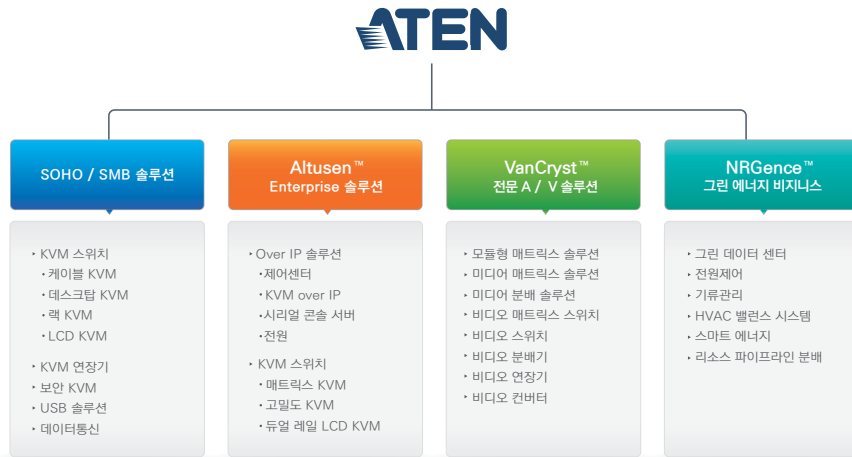 ATEN
SOHO / SMB 솔루션
‣ KVM 스위치
•케이블 KVM
•데스크탑 KVM
•랙 KVM
•LCD KVM
‣ KVM 연장기
‣ 보안 KVM
‣ USB 솔루션
‣ 데이터통신
Altusen™
Enterprise 솔루션
‣ Over IP 솔루션
•제어센터
•KVM over IP
•시리얼 콘솔 서버
•전원
‣ KVM 스위치
•매트릭스 KVM
•고밀도 KVM
•듀얼 레일 LCD KVM
VanCryst™
전문 A / V 솔루션
‣ 모듈형 매트릭스 솔루션
‣ 미디어 매트릭스 솔루션
‣ 미디어 분배 솔루션
‣ 비디오 매트릭스 스위치
‣ 비디오 스위치
‣ 비디오 분배기
‣ 비디오 연장기
‣ 비디오 컨버터
NRGence™
그린 에너지 비지니스
‣ 그린 데이터 센터
‣ 전원제어
‣ 기류관리
‣ HVAC 밸런스 시스템
‣ 스마트 에너지
‣ 리소스 파이프라인 분배